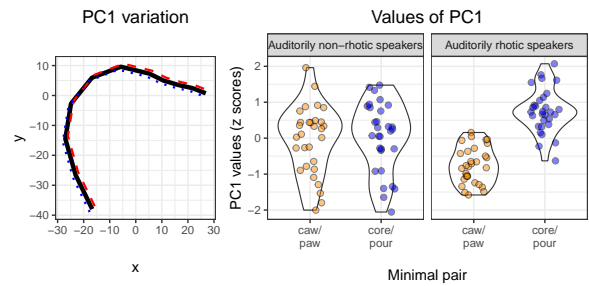 PC1 variation
10
0
−10
−20
−30
−40
y
−30 −20 −10 0 10 20 30
x
Values of PC1
Auditorily non−rhotic speakers
Auditorily rhotic speakers
PC1 values (z scores)
2
1
0
−1
−2
caw/
paw
core/
pour
caw/
paw
core/
pour
Minimal pair